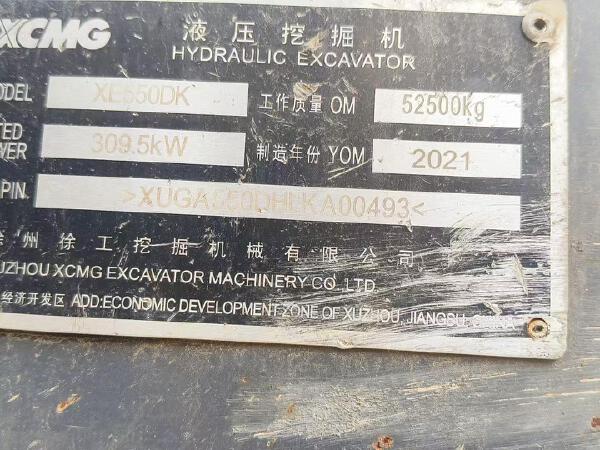 XCMG 液压挖掘机
HYDRAULIC EXCAVATOR
ODEL XE550DK 工作质量 OM 52500kg
TED
WER 309.5kW 制造年份 YOM 2021
PIN >XUGA550DHLKA00493<
徐州徐工挖掘机械有限公司
UZHOU XCMG EXCAVATOR MACHINERY CO.,LTD.
经济开发区 ADD:ECONOMIC DEVELOPMENT ZONE OF XUZHOU, JIANGSU, CHINA